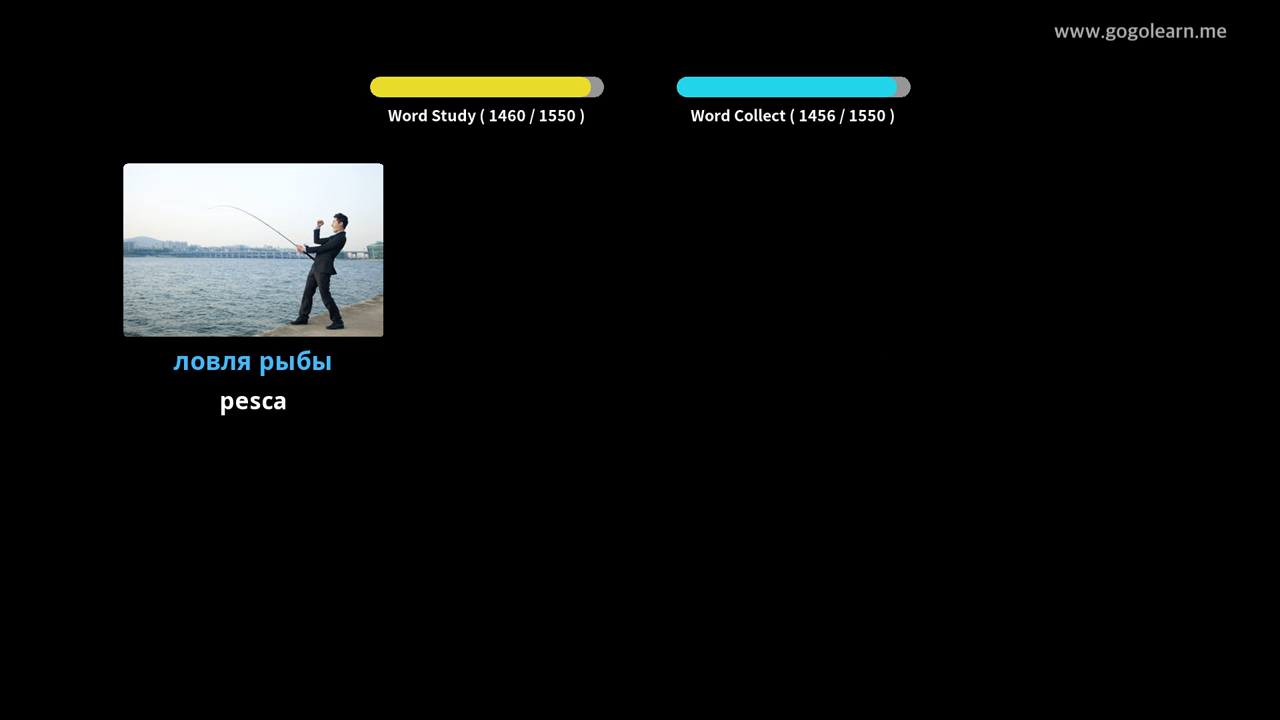 www.gogolearn.me
Word Study ( 1460 / 1550 )
Word Collect ( 1456 / 1550 )
ловля рыбы
pesca